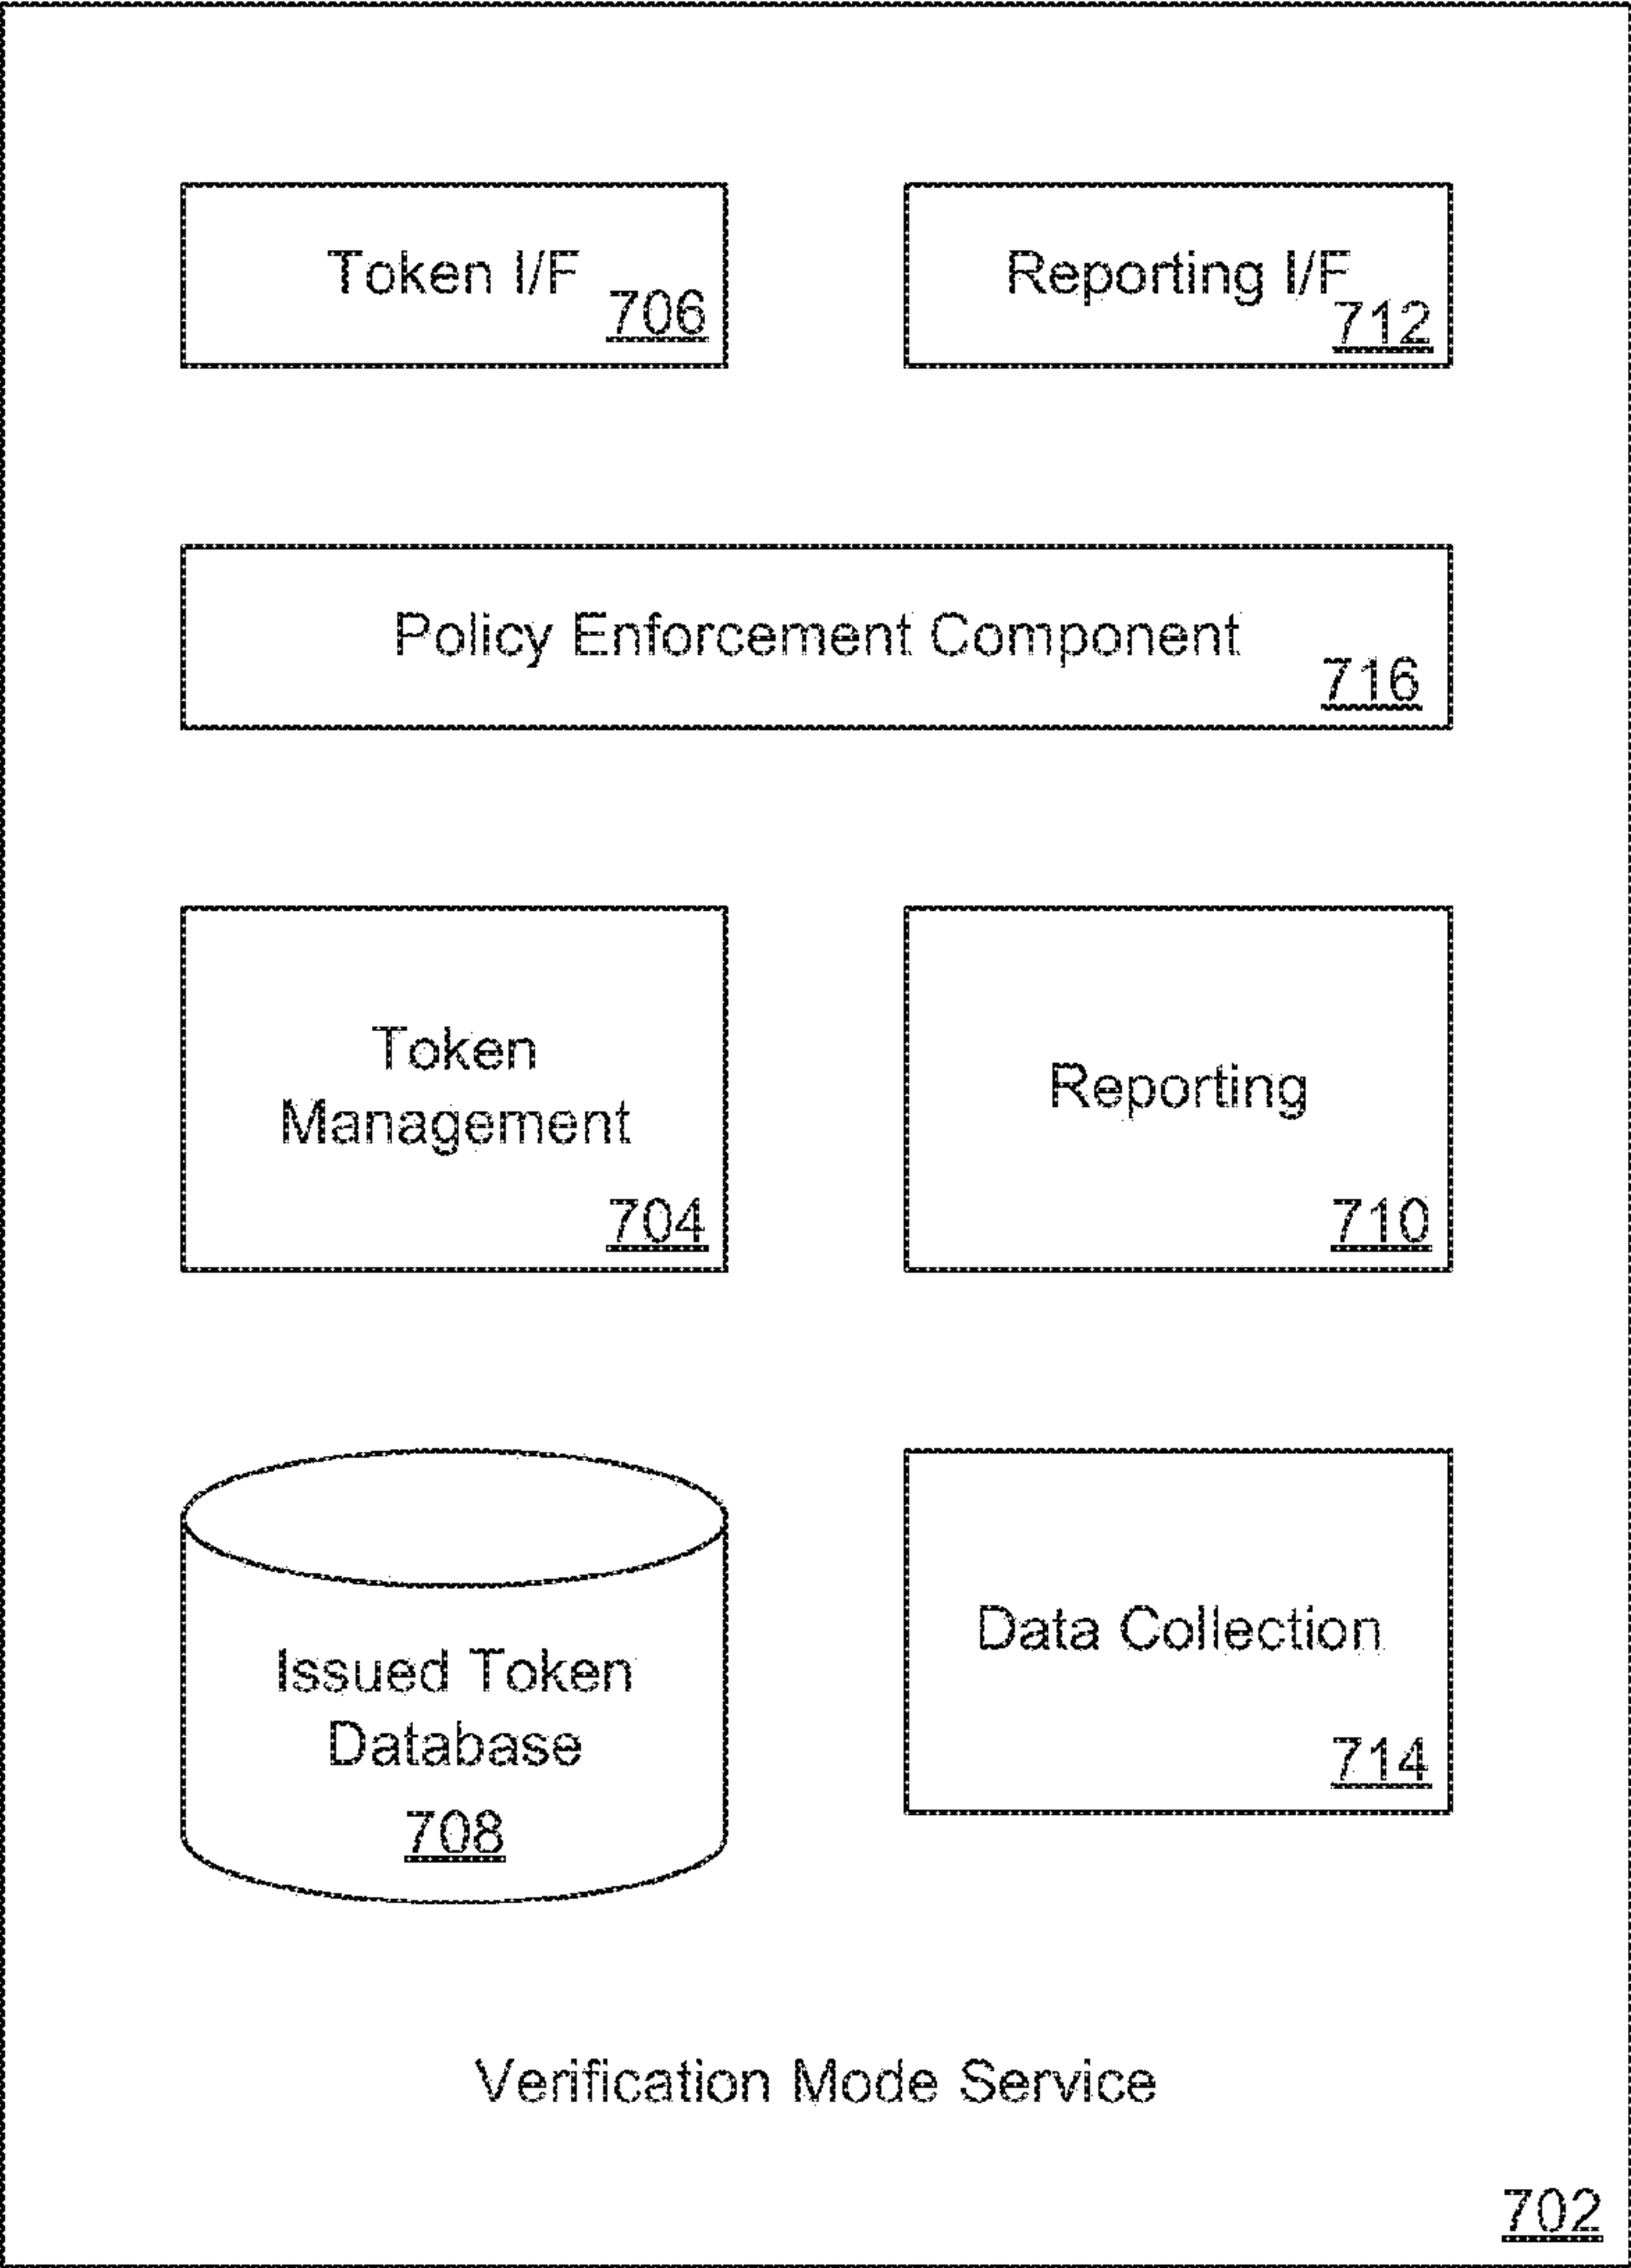 Token I/F
706
Reporting I/F
712
Policy Enforcement Component
716
Token
Management
704
Reporting
710
Issued Token
Database
708
Data Collection
714
Verification Mode Service
702